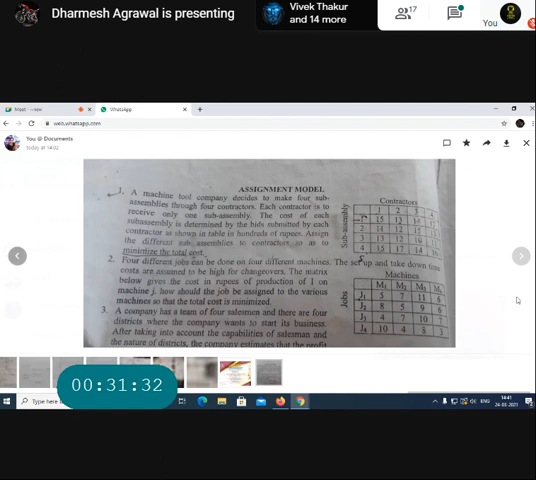 Dharmesh Agrawal is presenting
Vivek Thakur
and 14 more
17
You
Meet -
WhatsApp
web.whatsapp.com
You @ Documents
today at 14:02
ASSIGNMENT MODEL
1. A machine tool company decides to make four sub-
assemblies through four contractors. Each contractor is to
receive only one sub-assembly. The cost of each
subassembly is determined by the bids submitted by each
contractor as shown in table in hundreds of rupees. Assign
the different sub assemblies to contractors so as to
minimize the total cost.
Contractors
Sub-assembly
1 2 3 4
15 13 14
2 14 12 15
3 13 12
4 15 17 14
2. Four different jobs can be done on four different machines. The set up and take down time
costs are assumed to be high for changeovers. The matrix
below gives the cost in rupees of production of I on
machine j. how should the job be assigned to the various
machines so that the total cost is minimized.
Machines
Jobs
M1 M2 M3 M4
J1 5 7 11 6
J2 8 5 9 6
J3 4 7 10 7
J4 10 4 8 3
3. A company has a team of four salesmen and there are four
districts where the company wants to start its business.
After taking into account the capabilities of salesman and
the nature of districts, the company estimates that the profit
00:31:32
Type here
ENG
14:41
24-03-2021